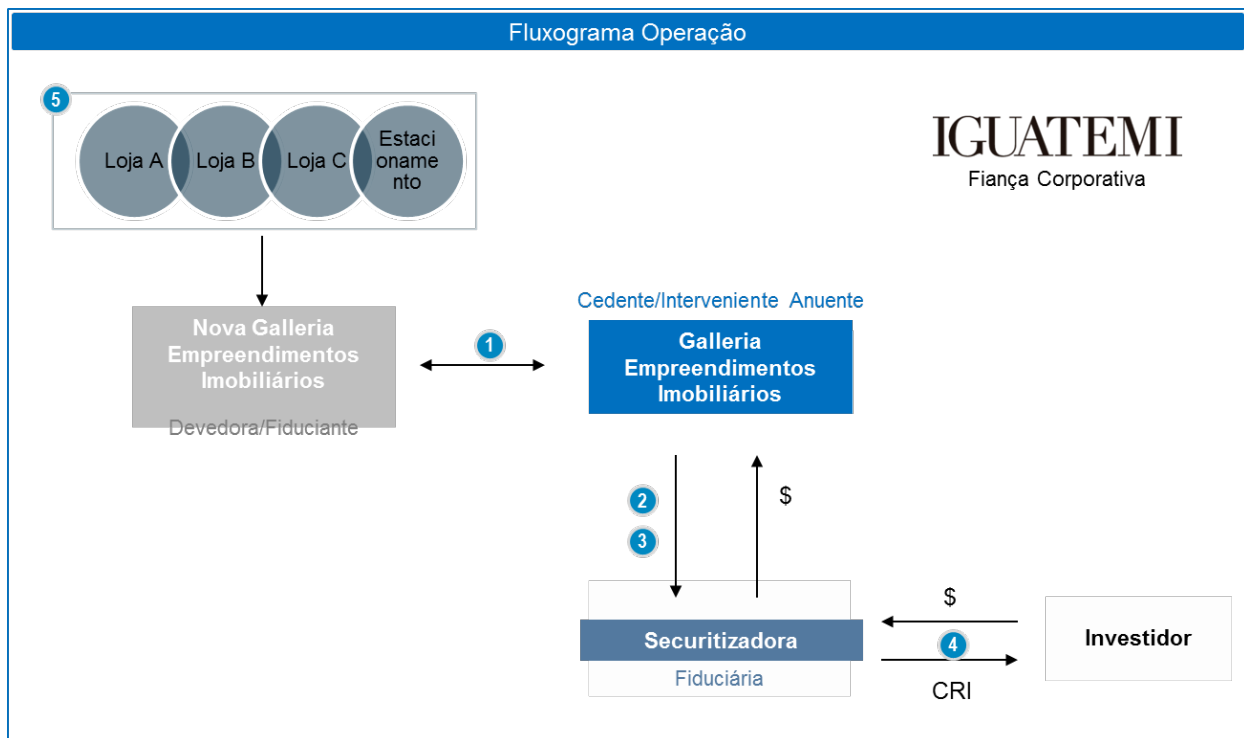 Fluxograma Operação
5
Loja A
Loja B
Loja C
Estaci
oname
nto
IGUATEMI
Fiança Corporativa
Nova Galleria
Empreendimentos
Imobiliários
Devedora/Fiduciante
1
Cedente/Interveniente Anuente
Galleria
Empreendimentos
Imobiliários
2
3
$
Securitizadora
Fiduciária
$
4
CRI
Investidor